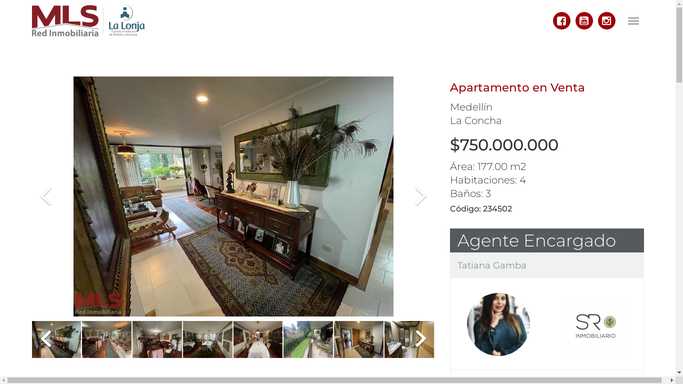 MLS
Red Inmobiliaria
La Lonja
Apartamento en Venta
Medellín
La Concha
$750.000.000
Área: 177.00 m2
Habitaciones: 4
Baños: 3
Código: 234502
Agente Encargado
Tatiana Gamba
MLS
Red Inmobiliaria
SR
INMOBILIARIO